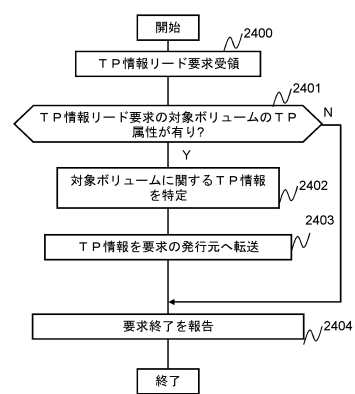 開始
2400
ＴＰ情報リード要求受領
2401
ＴＰ情報リード要求の対象ボリュームのＴＰ
属性が有り?
N
Y
対象ボリュームに関するＴＰ情報
を特定
2402
2403
ＴＰ情報を要求の発行元へ転送
要求終了を報告
2404
終了